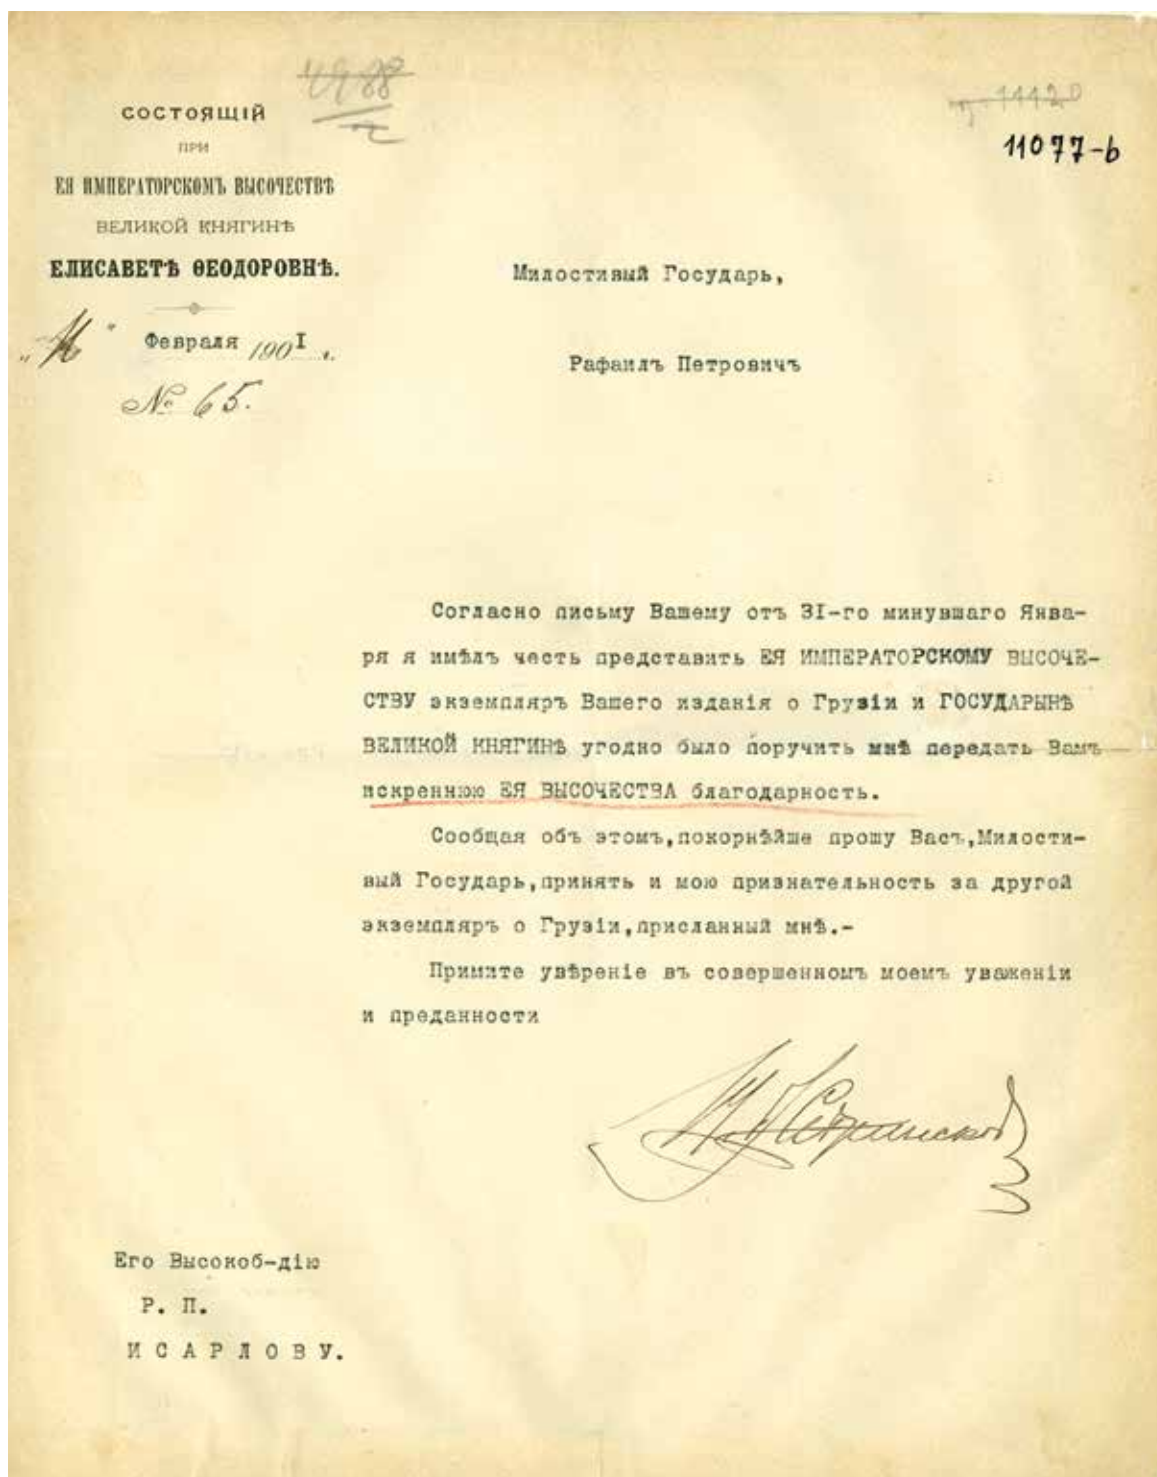 4988
11120
11077-б
СОСТОЯЩІЙ
ПРИ
ЕЯ ИМПЕРАТОРСКОМЪ ВЫСОЧЕСТВѢ
ВЕЛИКОЙ КНЯГИНѢ
ЕЛИСАВЕТѢ ѲЕОДОРОВНѢ.
Февраля 190I г.
№ 65.
Милостивый Государь,
Рафаилъ Петровичъ
Согласно письму Вашему отъ 3I-го минувшаго Янва-
ря я имѣлъ честь представить ЕЯ ИМПЕРАТОРСКОМУ ВЫСОЧЕ-
СТВУ экземпляръ Вашего изданія о Грузіи и ГОСУДАРЫНѢ
ВЕЛИКОЙ КНЯГИНѢ угодно было поручить мнѣ передать Вамъ
искреннюю ЕЯ ВЫСОЧЕСТВА благодарность.
Сообщая объ этомъ,покорнѣйше прошу Васъ,Милости-
вый Государь,принять и мою признательность за другой
экземпляръ о Грузіи,присланный мнѣ.-
Примите увѣреніе въ совершенномъ моемъ уваженіи
и преданности
Его Высокоб-дію
Р. П.
ИСАРЛОВУ.